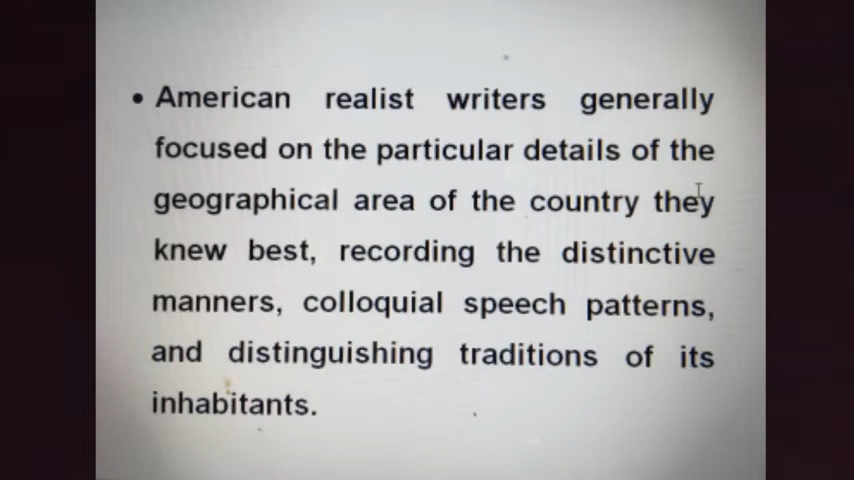 • American realist writers generally
focused on the particular details of the
geographical area of the country they
knew best, recording the distinctive
manners, colloquial speech patterns,
and distinguishing traditions of its
inhabitants.